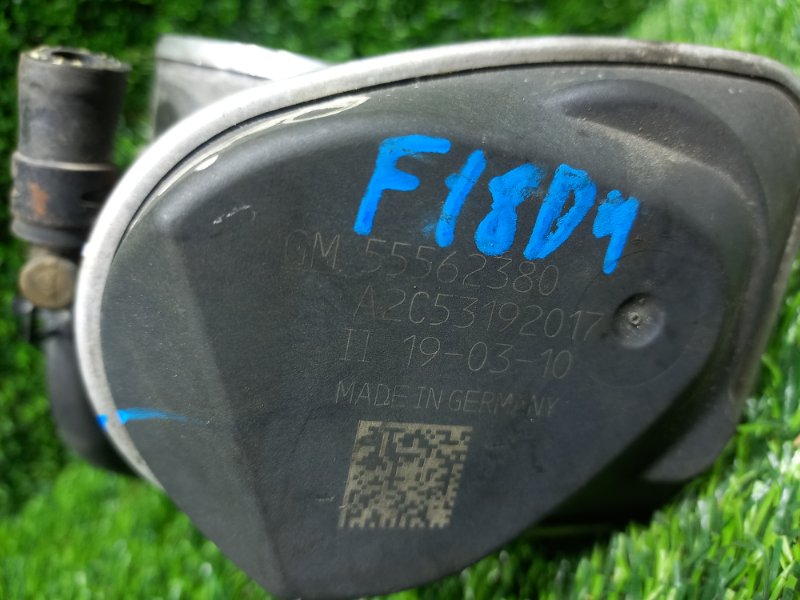 F18D4
GM 55562380
A2C53192017
II 19-03-10
MADE IN GERMANY